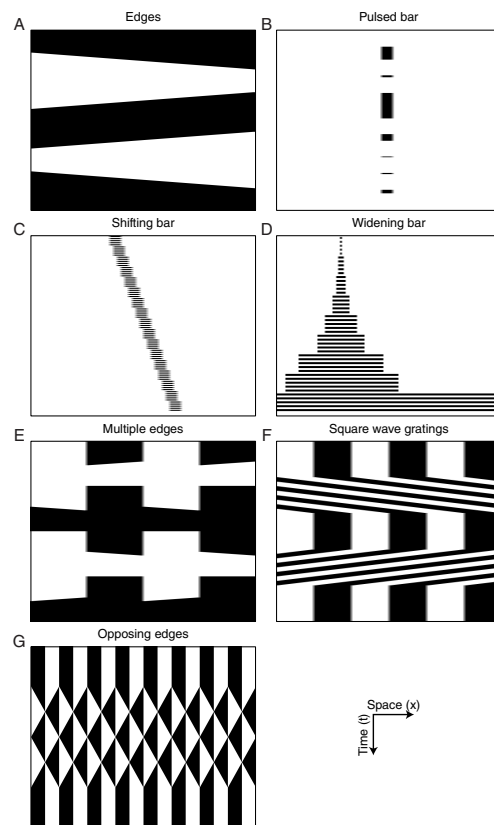 A Edges
B Pulsed bar
C Shifting bar
D Widening bar
E Multiple edges
F Square wave gratings
G Opposing edges
Space (x)
Time (t)